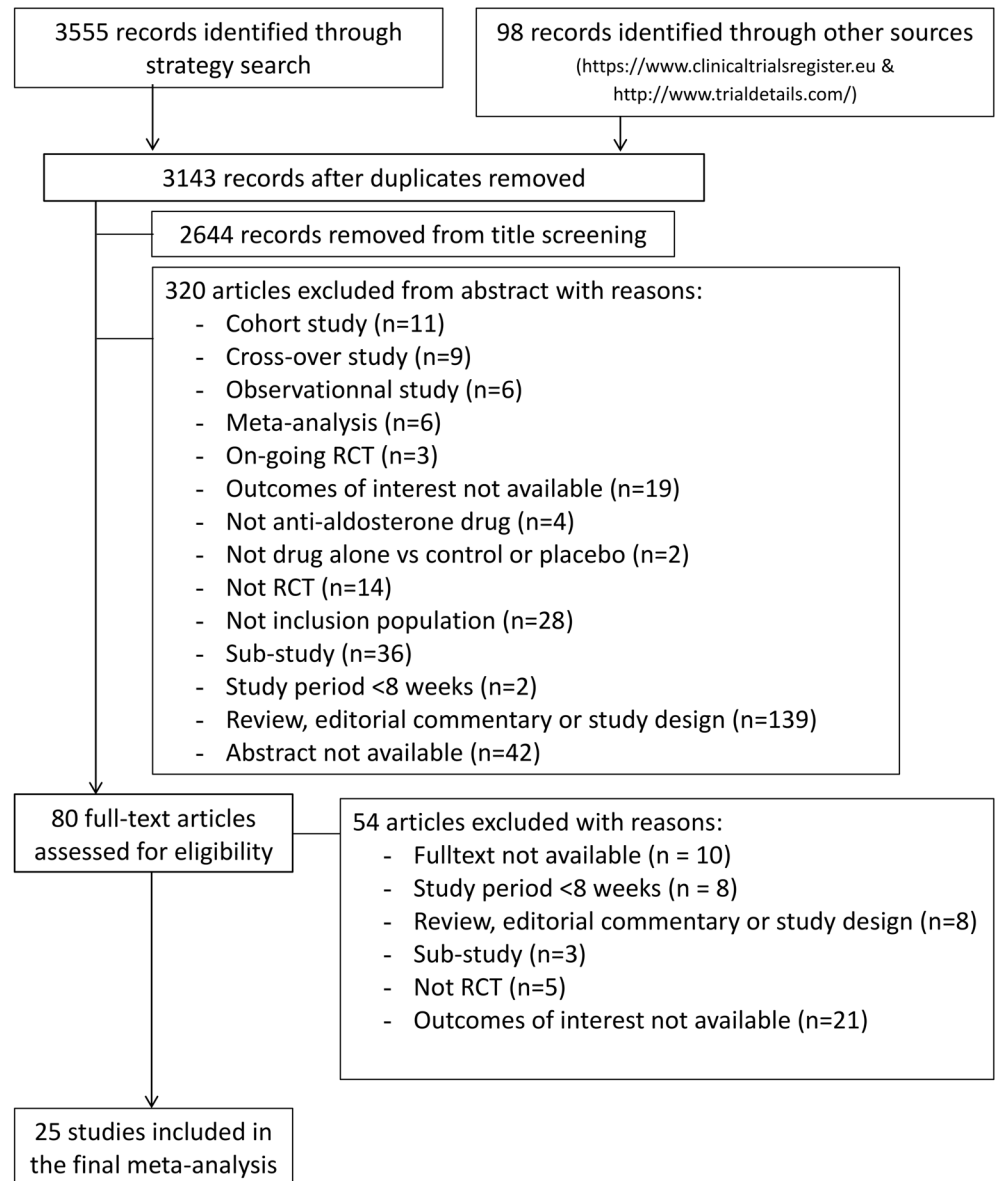 3555 records identified through
strategy search
98 records identified through other sources
(https://www.clinicaltrialsregister.eu &
http://www.trialdetails.com/)
3143 records after duplicates removed
2644 records removed from title screening
320 articles excluded from abstract with reasons:
- Cohort study (n=11)
- Cross-over study (n=9)
- Observationnal study (n=6)
- Meta-analysis (n=6)
- On-going RCT (n=3)
- Outcomes of interest not available (n=19)
- Not anti-aldosterone drug (n=4)
- Not drug alone vs control or placebo (n=2)
- Not RCT (n=14)
- Not inclusion population (n=28)
- Sub-study (n=36)
- Study period <8 weeks (n=2)
- Review, editorial commentary or study design (n=139)
- Abstract not available (n=42)
80 full-text articles
assessed for eligibility
54 articles excluded with reasons:
- Fulltext not available (n = 10)
- Study period <8 weeks (n = 8)
- Review, editorial commentary or study design (n=8)
- Sub-study (n=3)
- Not RCT (n=5)
- Outcomes of interest not available (n=21)
25 studies included in
the final meta-analysis